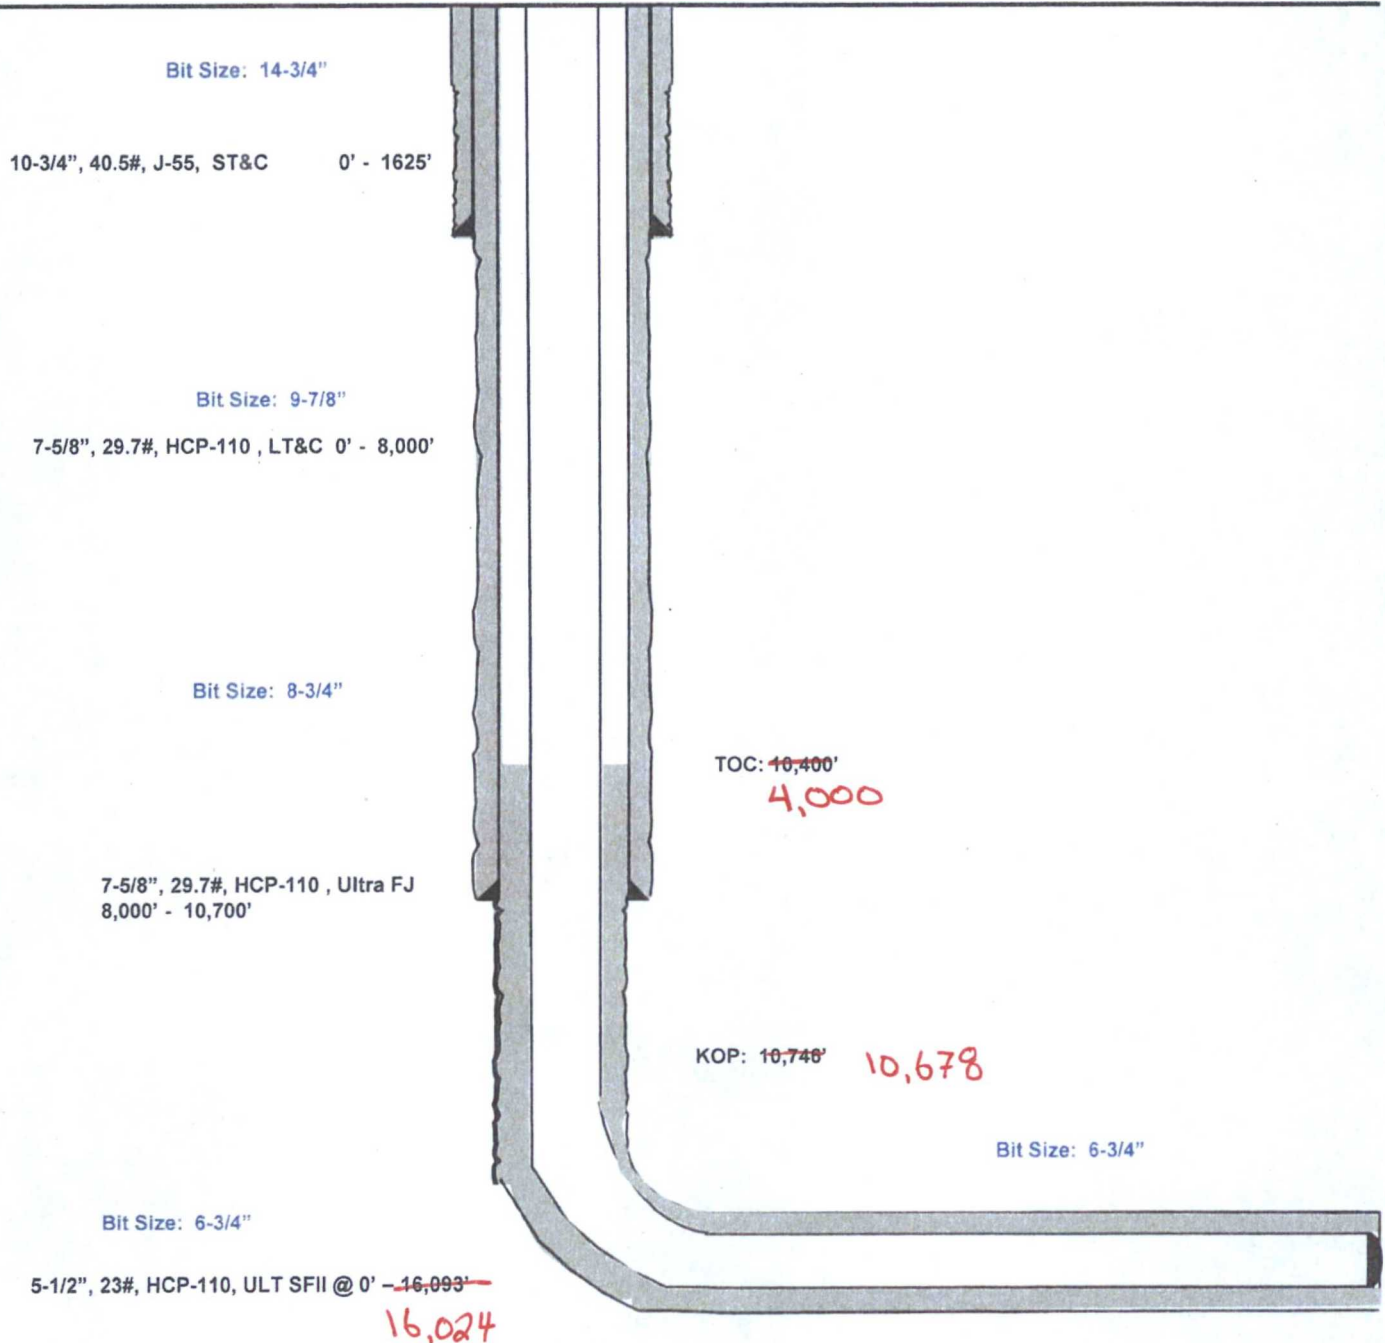 Bit Size: 14-3/4”
10-3/4”, 40.5#, J-55, ST&C 0’ - 1625’
Bit Size: 9-7/8”
7-5/8”, 29.7#, HCP-110 , LT&C 0’ - 8,000’
Bit Size: 8-3/4”
TOC: 10,400’
4,000
7-5/8”, 29.7#, HCP-110 , Ultra FJ
8,000’ - 10,700’
KOP: 10,746’ 10,678
Bit Size: 6-3/4”
Bit Size: 6-3/4”
5-1/2”, 23#, HCP-110, ULT SFII @ 0’ – 16,093’
16,024